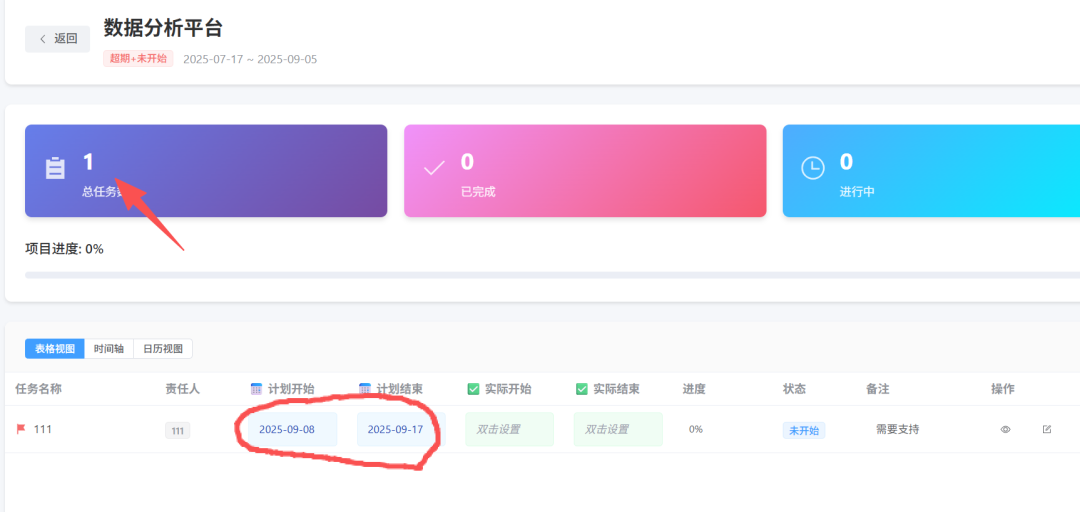 返回
数据分析平台
超期+未开始 2025-07-17 ~ 2025-09-05
1
总任务
0
已完成
0
进行中
项目进度: 0%
表格视图 时间轴 日历视图
任务名称 责任人 计划开始 计划结束 实际开始 实际结束 进度 状态 备注 操作
111 111 2025-09-08 2025-09-17 双击设置 双击设置 0% 未开始 需要支持